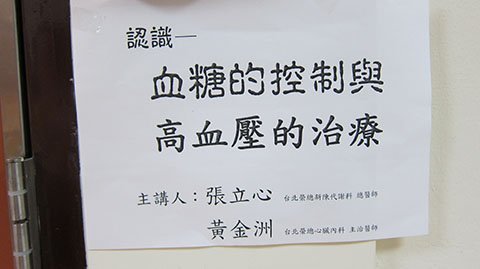 認識—
血糖的控制與
高血壓的治療
主講人：張立心 台北榮總新陳代謝科 總醫師
黃金洲 台北榮總心臟內科 主治醫師